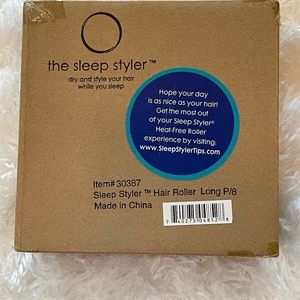 the sleep styler™
dry and style your hair
while you sleep
Hope your day
is as nice as your hair!
Get the most out
of your Sleep Styler®
Heat-Free Roller
experience by visiting.
www.SleepStylerTips.com
Item# 30387
Sleep Styler™ Hair Roller Long P/8
Made in China